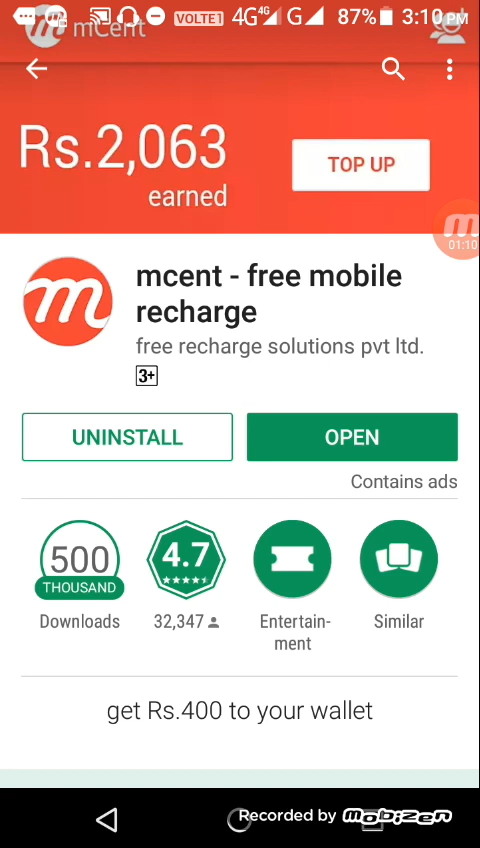 VOLTE1 4G 4G G 87% 3:10 PM
mCent
Rs.2,063
earned
TOP UP
01:10
mcent - free mobile
recharge
free recharge solutions pvt ltd.
3+
UNINSTALL
OPEN
Contains ads
500
THOUSAND
Downloads
4.7
32,347
Entertain-
ment
Similar
get Rs.400 to your wallet
Recorded by Mobizen